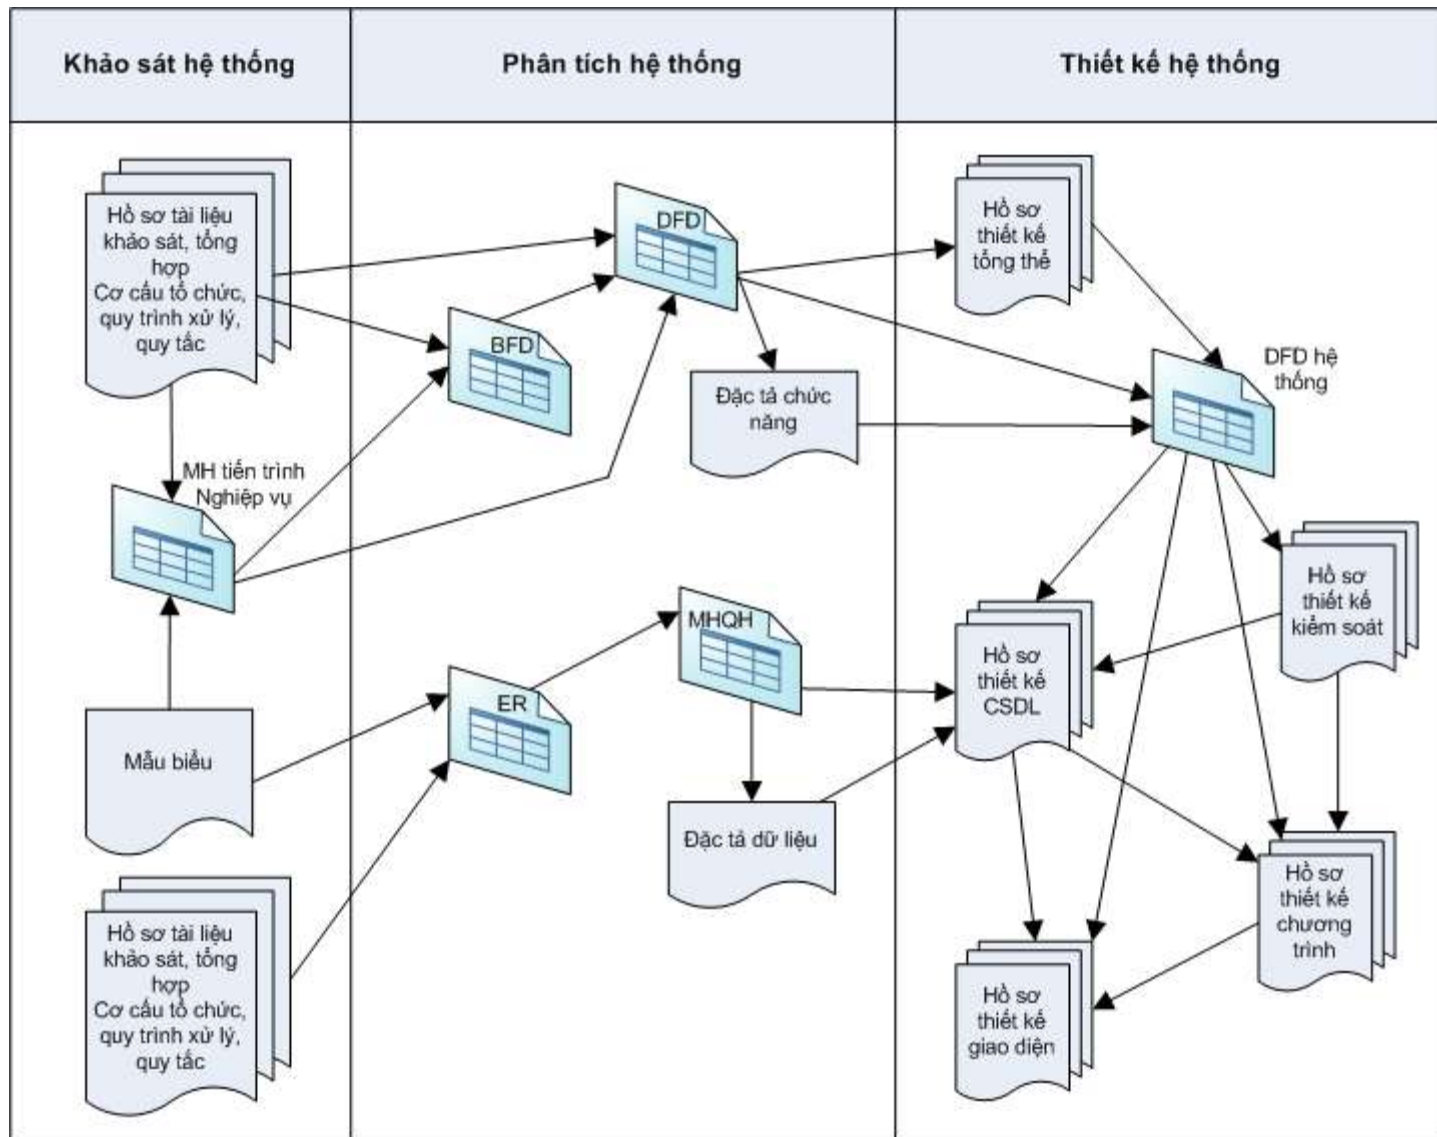 Khảo sát hệ thống
Phân tích hệ thống
Thiết kế hệ thống
Hồ sơ tài liệu
khảo sát, tổng
hợp
Cơ cấu tổ chức,
quy trình xử lý,
quy tắc
MH tiến trình
Nghiệp vụ
Mẫu biểu
Hồ sơ tài liệu
khảo sát, tổng
hợp
Cơ cấu tổ chức,
quy trình xử lý,
quy tắc
DFD
BFD
Đặc tả chức
năng
MHQH
ER
Đặc tả dữ liệu
Hồ sơ
thiết kế
tổng thể
DFD hệ
thống
Hồ sơ
thiết kế
kiểm soát
Hồ sơ
thiết kế
CSDL
Hồ sơ
thiết kế
chương
trình
Hồ sơ
thiết kế
giao diện